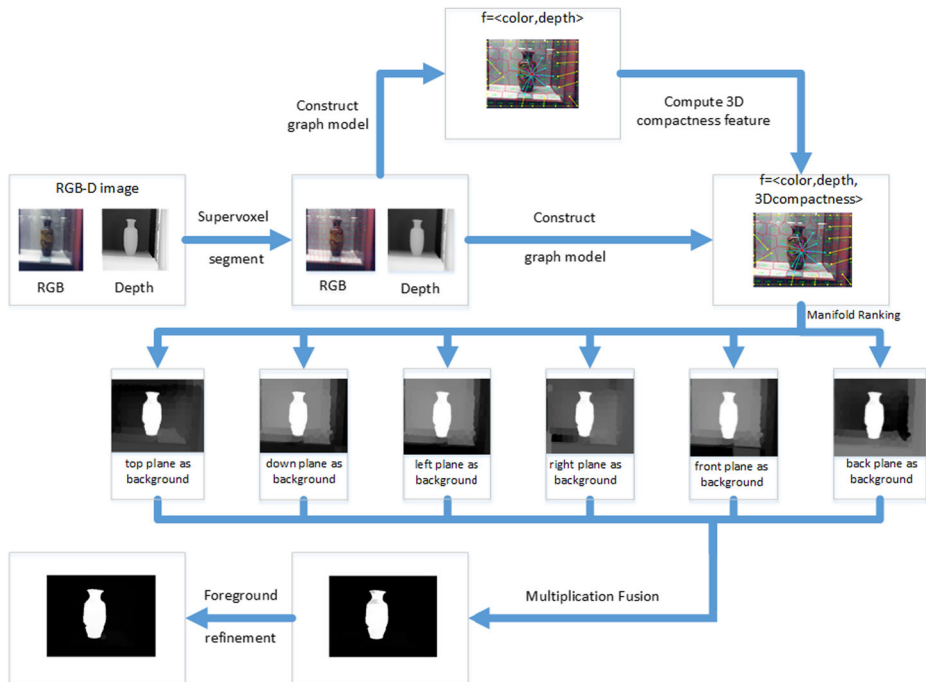 f=<color,depth>
Construct
graph model
Compute 3D
compactness feature
RGB-D image
RGB
Depth
Supervoxel
segment
RGB
Depth
Construct
graph model
f=<color,depth,
3Dcompactness>
Manifold Ranking
top plane as
background
down plane as
background
left plane as
background
right plane as
background
front plane as
background
back plane as
background
Foreground
refinement
Multiplication Fusion